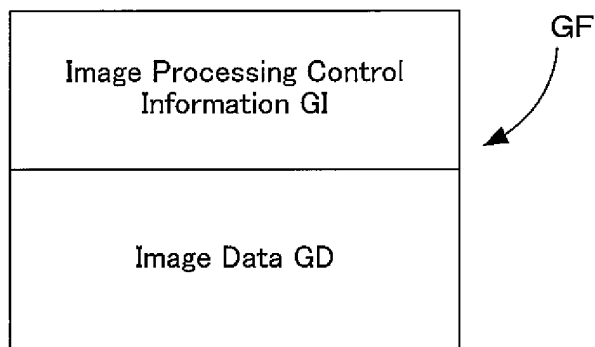 GF
Image Processing Control
Information GI
Image Data GD